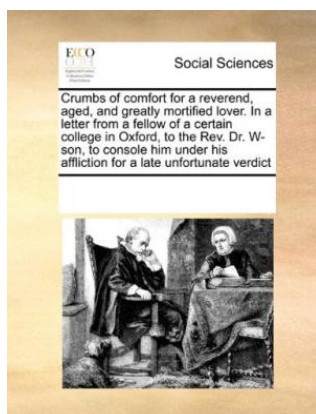 ECCO
Social Sciences
Crumbs of comfort for a reverend,
aged, and greatly mortified lover. In a
letter from a fellow of a certain
college in Oxford, to the Rev. Dr. W-
son, to console him under his
affliction for a late unfortunate verdict